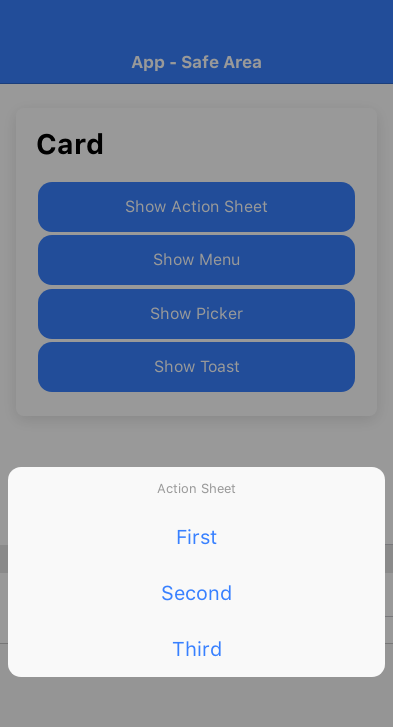 App - Safe Area
Card
Show Action Sheet
Show Menu
Show Picker
Show Toast
Action Sheet
First
Second
Third